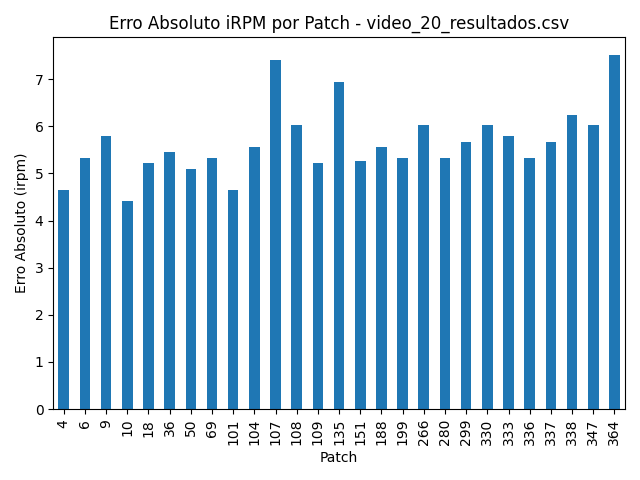 Erro Absoluto iRPM por Patch - video_20_resultados.csv
Erro Absoluto (irpm)
7
6
5
4
3
2
1
0
4 6 9 10 18 36 50 69 101 104 107 108 109 135 151 188 199 266 280 299 330 333 336 337 338 347 364
Patch